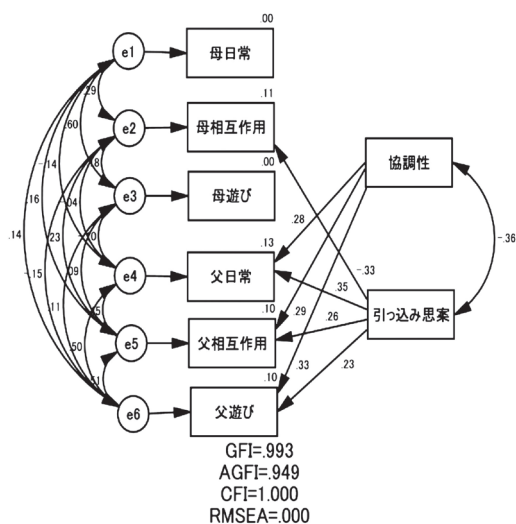 .00
e1
母日常
.29
.11
e2
母相互作用
.60
.00
協調性
-.14
e3
母遊び
.16
.04
.28
-.36
.14
.23
.13
e4
父日常
-.33
.09
.35
-.15
.10
.29
引っ込み思案
.11
e5
父相互作用
.26
.50
.33
.10
.23
.51
e6
父遊び
GFI=.993
AGFI=.949
CFI=1.000
RMSEA=.000